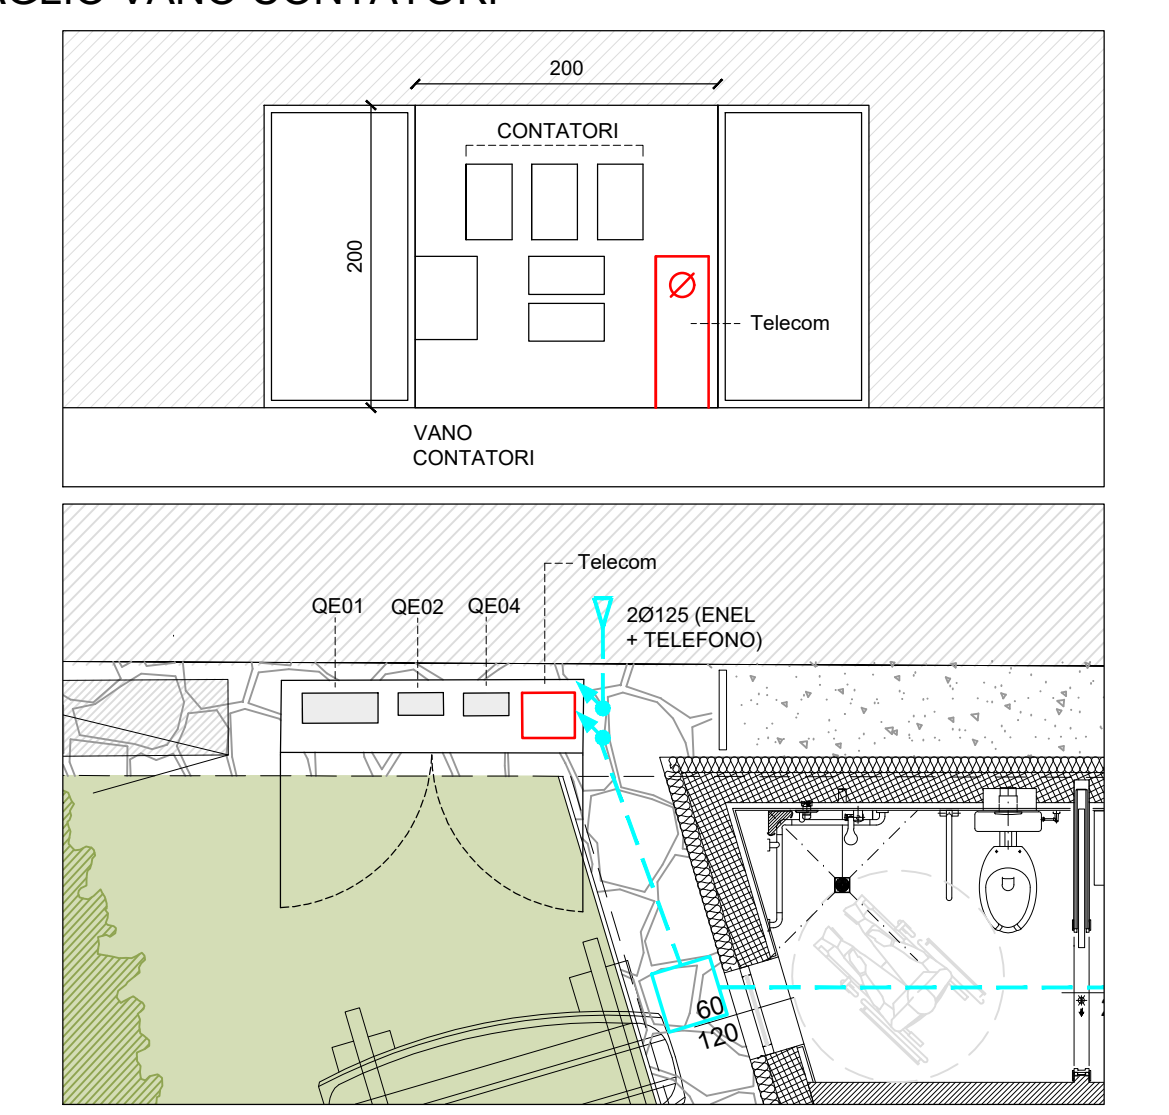 200
CONTATORI
200
Telecom
VANO
CONTATORI
Telecom
QE01
QE02
QE04
2Ø125 (ENEL
+ TELEFONO)
60
120